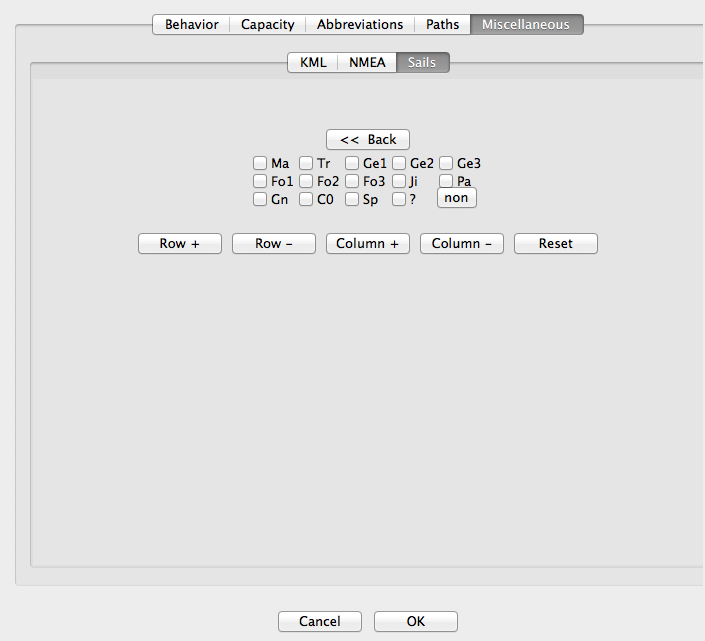 Behavior Capacity Abbreviations Paths Miscellaneous
KML NMEA Sails
<< Back
Ma Tr Ge1 Ge2 Ge3
Fo1 Fo2 Fo3 Ji Pa
Gn C0 Sp ? non
Row + Row – Column + Column – Reset
Cancel OK